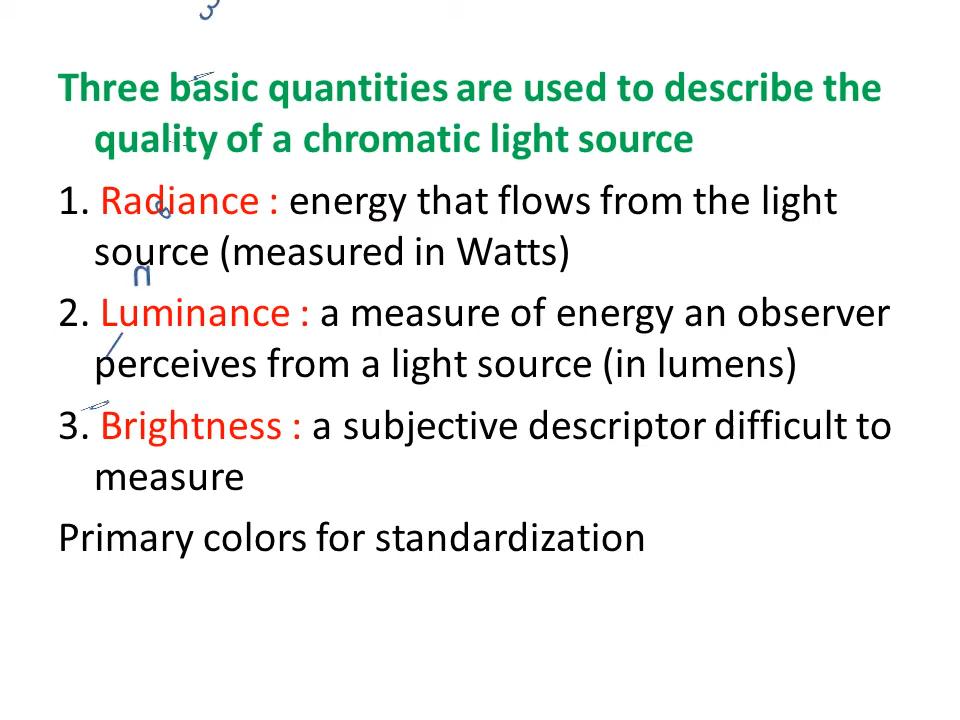 Three basic quantities are used to describe the
quality of a chromatic light source
1. Radiance : energy that flows from the light
source (measured in Watts)
2. Luminance : a measure of energy an observer
perceives from a light source (in lumens)
3. Brightness : a subjective descriptor difficult to
measure
Primary colors for standardization